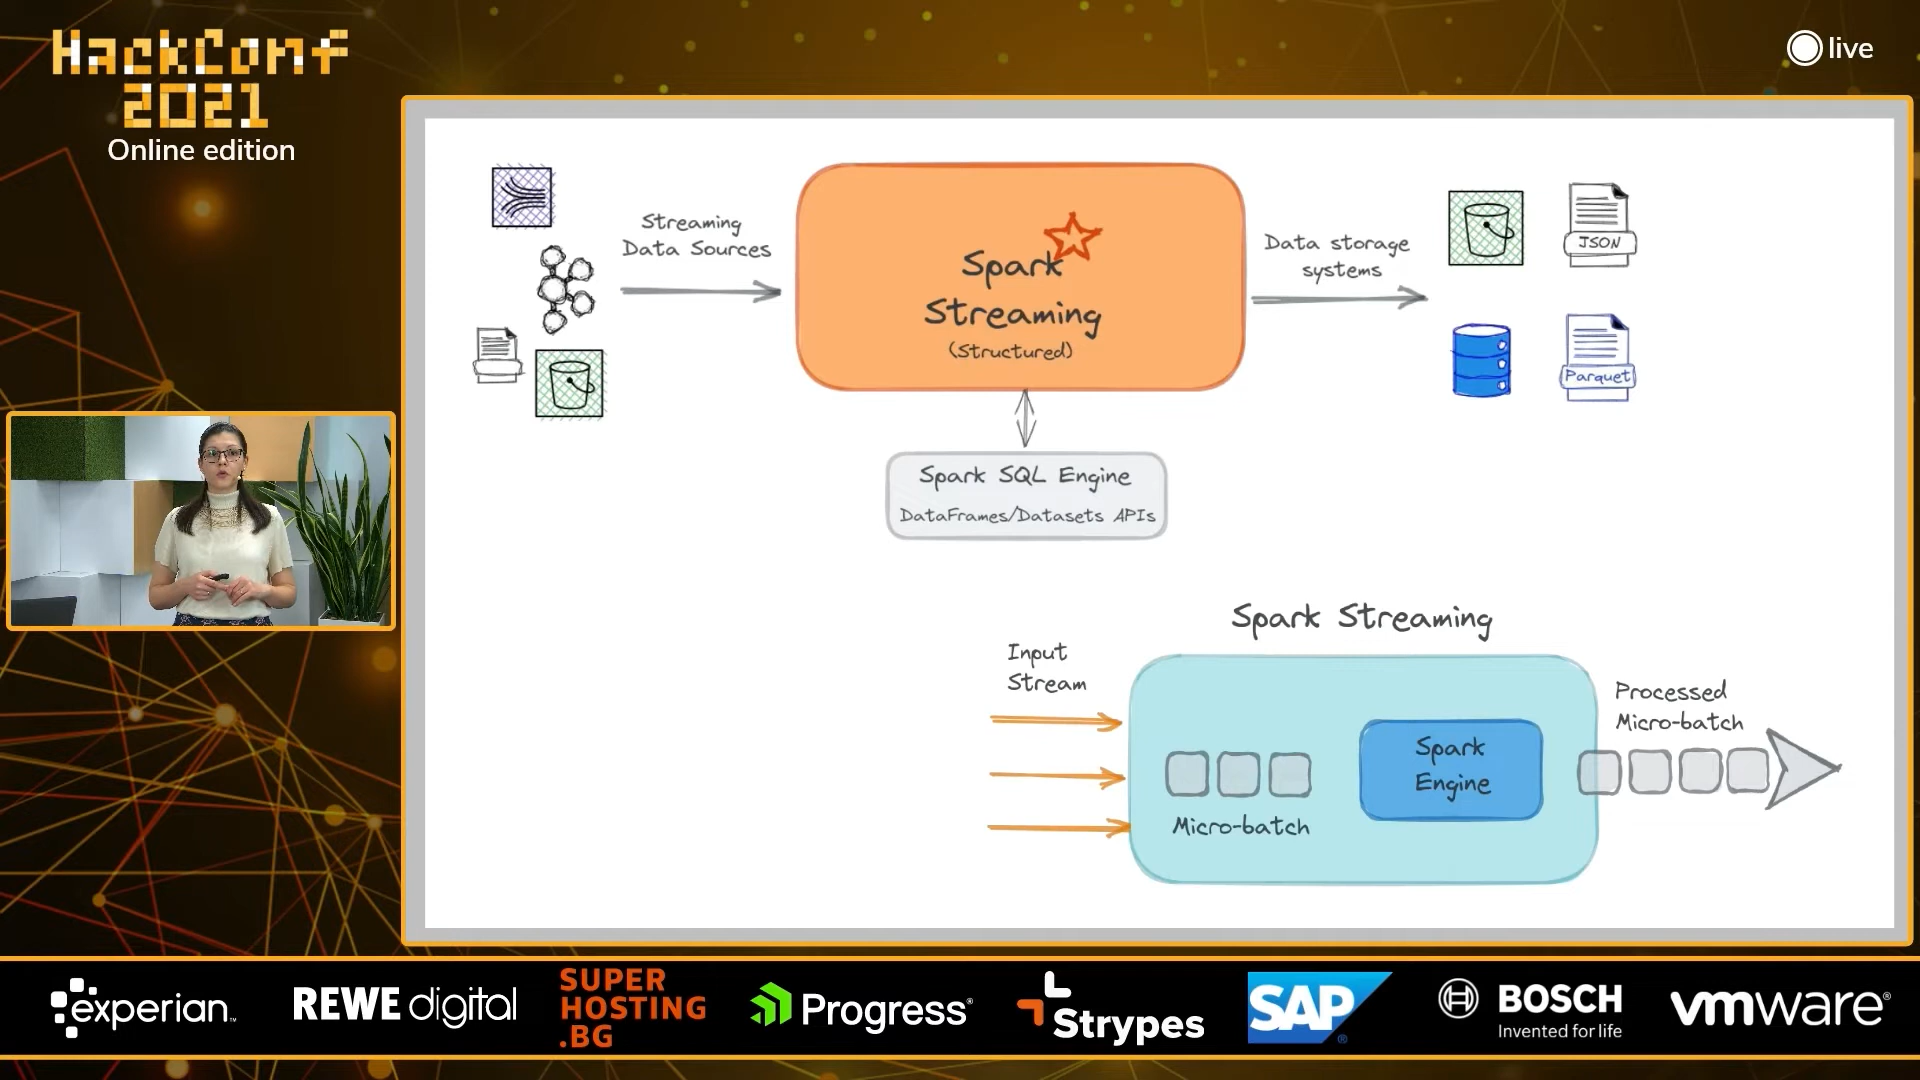 HackConf
2021
Online edition
live
Streaming
Data Sources
Spark
Streaming
(Structured)
Data storage
systems
JSON
Parquet
Spark SQL Engine
DataFrames/Datasets APIs
Spark Streaming
Input
Stream
Micro-batch
Spark
Engine
Processed
Micro-batch
experian™
REWE digital
SUPER
HOSTING
.BG
Progress®
Strypes
SAP®
BOSCH
Invented for life
vmware®